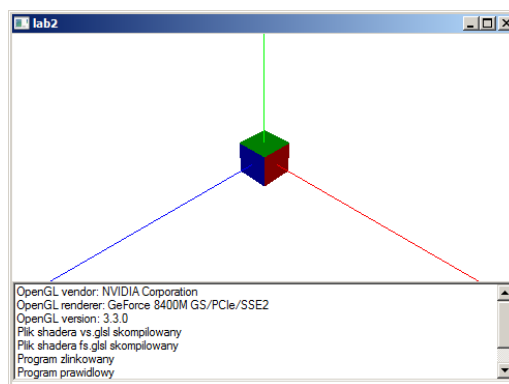 lab2
OpenGL vendor: NVIDIA Corporation
OpenGL renderer: GeForce 8400M GS/PCIe/SSE2
OpenGL version: 3.3.0
Plik shadera vs.glsl skompilowany
Plik shadera fs.glsl skompilowany
Program zlinkowany
Program prawidlowy